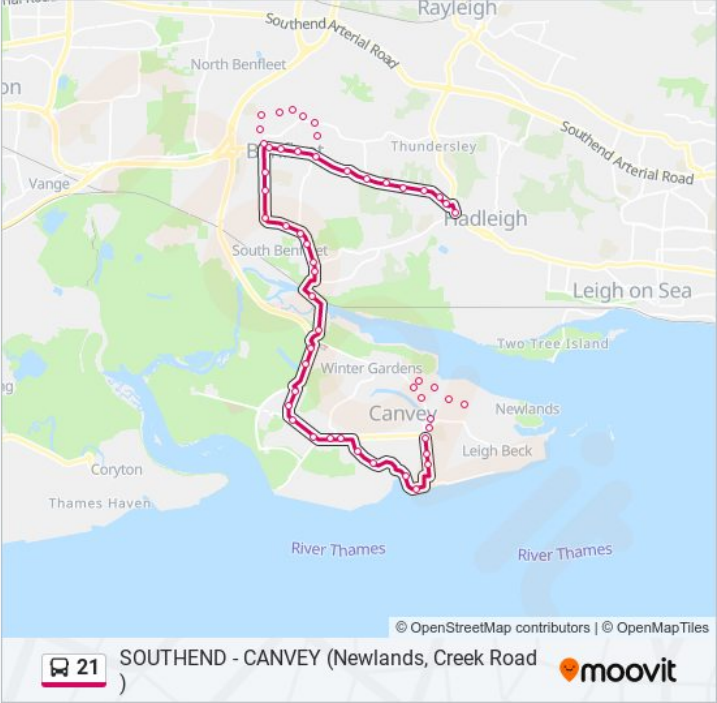 Rayleigh
Southend Arterial Road
North Benfleet
Southend Arterial Road
Thundersley
Vange
Hadleigh
South Benfleet
Leigh on Sea
Two Tree Island
Winter Gardens
Canvey
Newlands
Leigh Beck
Coryton
Thames Haven
River Thames
River Thames
© OpenStreetMap contributors | © OpenMapTiles
21
SOUTHEND - CANVEY (Newlands, Creek Road
)
moovit